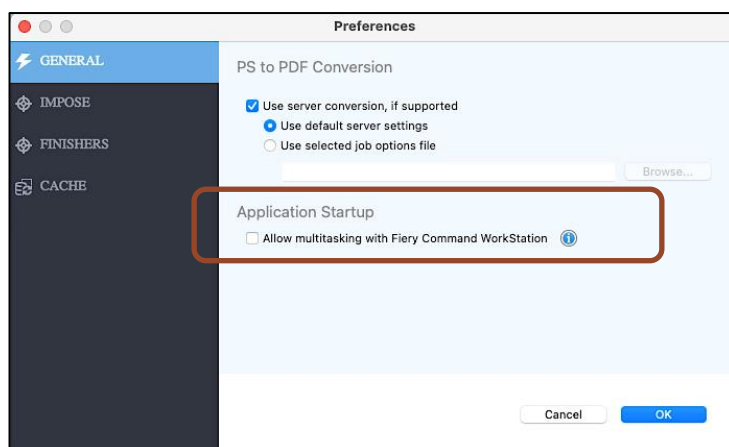 Preferences
GENERAL
IMPOSE
FINISHERS
CACHE
PS to PDF Conversion
Use server conversion, if supported
Use default server settings
Use selected job options file
Browse...
Application Startup
Allow multitasking with Fiery Command WorkStation
Cancel
OK